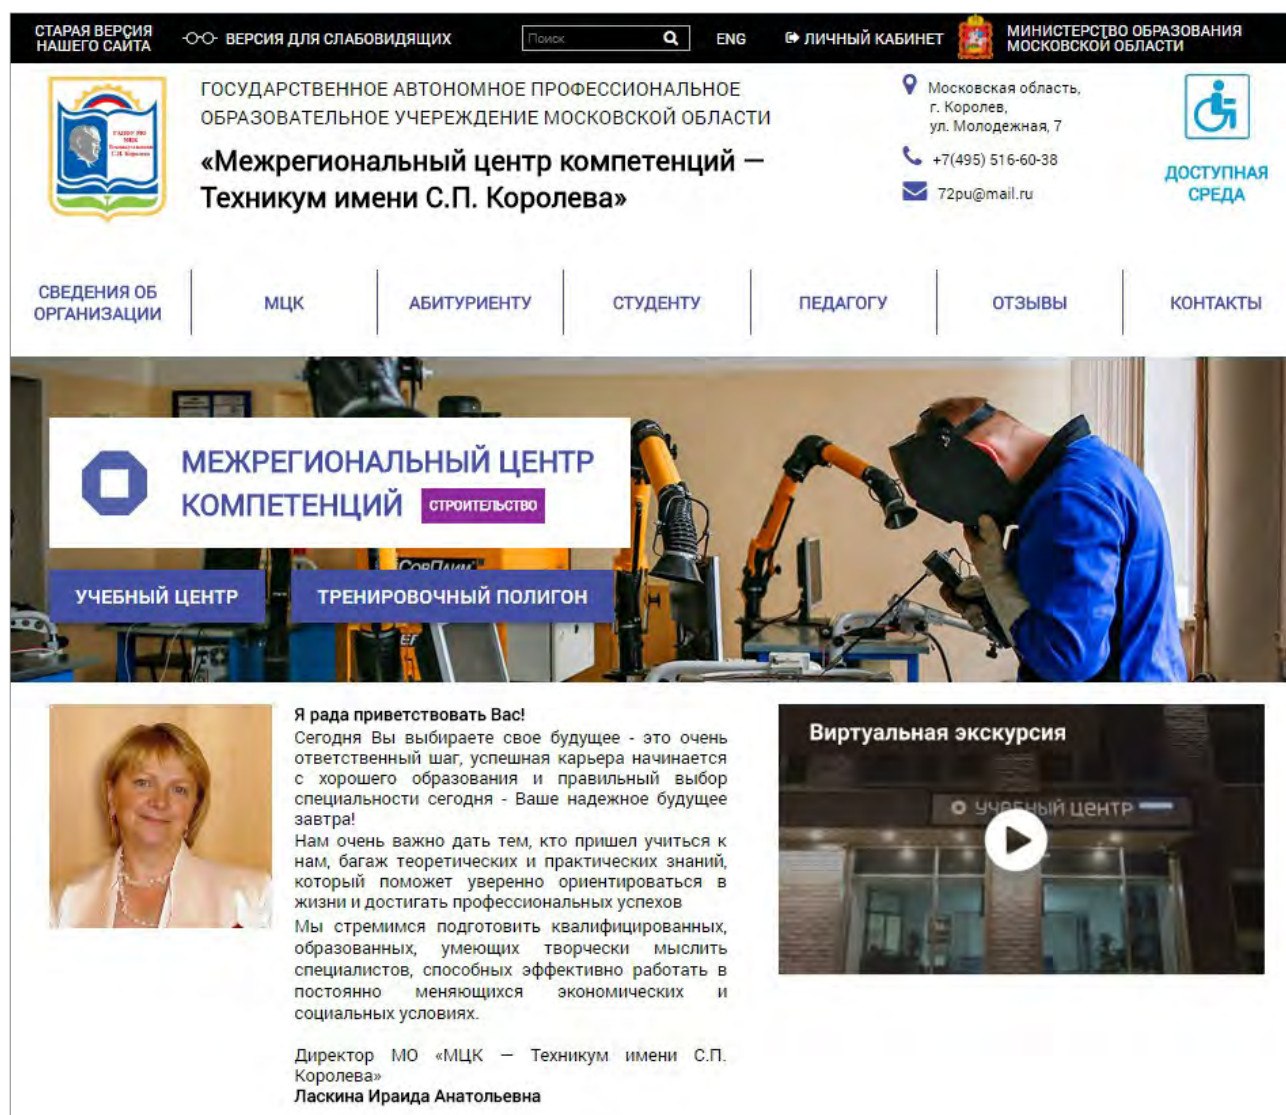 СТАРАЯ ВЕРСИЯ
НАШЕГО САЙТА
ВЕРСИЯ ДЛЯ СЛАБОВИДЯЩИХ
Поиск
ENG
ЛИЧНЫЙ КАБИНЕТ
МИНИСТЕРСТВО ОБРАЗОВАНИЯ
МОСКОВСКОЙ ОБЛАСТИ
ГОСУДАРСТВЕННОЕ АВТОНОМНОЕ ПРОФЕССИОНАЛЬНОЕ
ОБРАЗОВАТЕЛЬНОЕ УЧЕРЕЖДЕНИЕ МОСКОВСКОЙ ОБЛАСТИ
«Межрегиональный центр компетенций —
Техникум имени С.П. Королева»
Московская область,
г. Королев,
ул. Молодежная, 7
+7(495) 516-60-38
72pu@mail.ru
ДОСТУПНАЯ
СРЕДА
СВЕДЕНИЯ ОБ
ОРГАНИЗАЦИИ
МЦК
АБИТУРИЕНТУ
СТУДЕНТУ
ПЕДАГОГУ
ОТЗЫВЫ
КОНТАКТЫ
МЕЖРЕГИОНАЛЬНЫЙ ЦЕНТР
КОМПЕТЕНЦИЙ
СТРОИТЕЛЬСТВО
СовПлим
УЧЕБНЫЙ ЦЕНТР
ТРЕНИРОВОЧНЫЙ ПОЛИГОН
Я рада приветствовать Вас!
Сегодня Вы выбираете свое будущее - это очень
ответственный шаг, успешная карьера начинается
с хорошего образования и правильный выбор
специальности сегодня - Ваше надежное будущее
завтра!
Нам очень важно дать тем, кто пришел учиться к
нам, багаж теоретических и практических знаний,
который поможет уверенно ориентироваться в
жизни и достигать профессиональных успехов
Мы стремимся подготовить квалифицированных,
образованных, умеющих творчески мыслить
специалистов, способных эффективно работать в
постоянно меняющихся экономических и
социальных условиях.
Директор МО «МЦК — Техникум имени С.П.
Королева»
Ласкина Ираида Анатольевна
Виртуальная экскурсия
УЧЕБНЫЙ ЦЕНТР